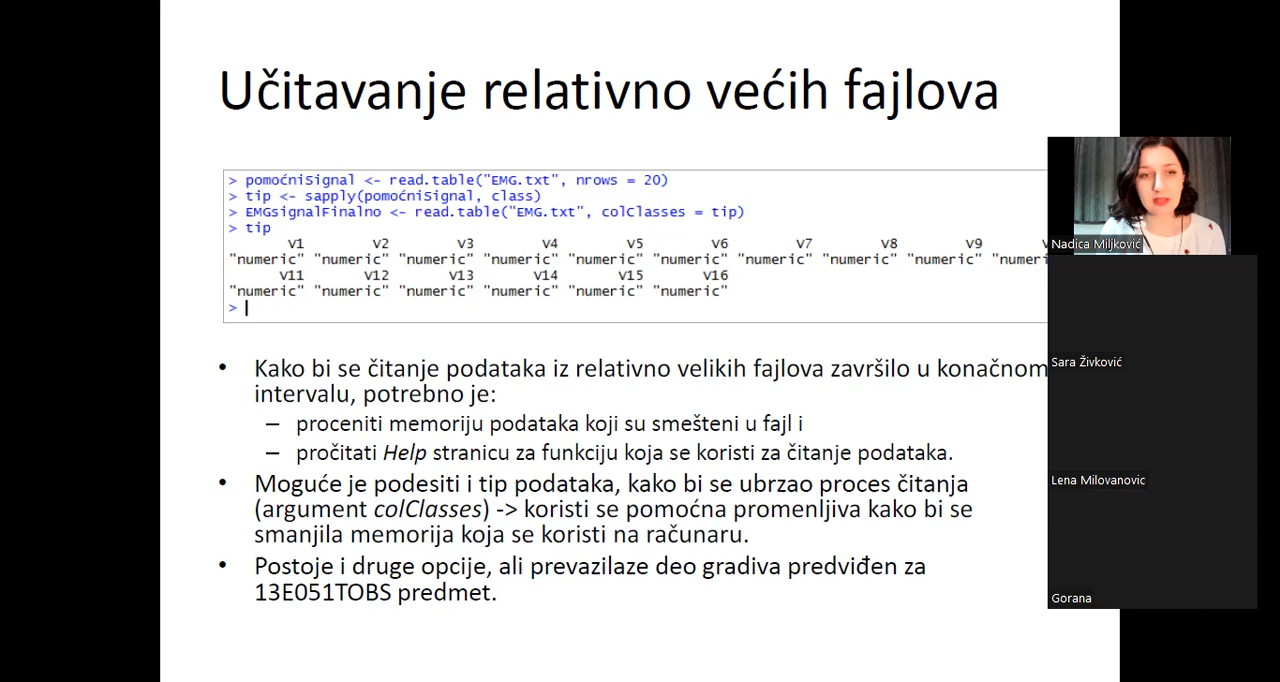 Učitavanje relativno većih fajlova
> pomoćniSignal <- read.table("EMG.txt", nrows = 20)
> tip <- sapply(pomoćniSignal, class)
> EMGsignalFinalno <- read.table("EMG.txt", colClasses = tip)
> tip
V1 V2 V3 V4 V5 V6 V7 V8 V9
"numeric" "numeric" "numeric" "numeric" "numeric" "numeric" "numeric" "numeric" "numeric" "numeri
V11 V12 V13 V14 V15 V16
"numeric" "numeric" "numeric" "numeric" "numeric" "numeric"
>
• Kako bi se čitanje podataka iz relativno velikih fajlova završilo u konačnom
intervalu, potrebno je:
– proceniti memoriju podataka koji su smešteni u fajl i
– pročitati Help stranicu za funkciju koja se koristi za čitanje podataka.
• Moguće je podesiti i tip podataka, kako bi se ubrzao proces čitanja
(argument colClasses) -> koristi se pomoćna promenljiva kako bi se
smanjila memorija koja se koristi na računaru.
• Postoje i druge opcije, ali prevazilaze deo gradiva predviđen za
13E051TOBS predmet.
Nadica Miljković
Sara Živković
Lena Milovanovic
Gorana